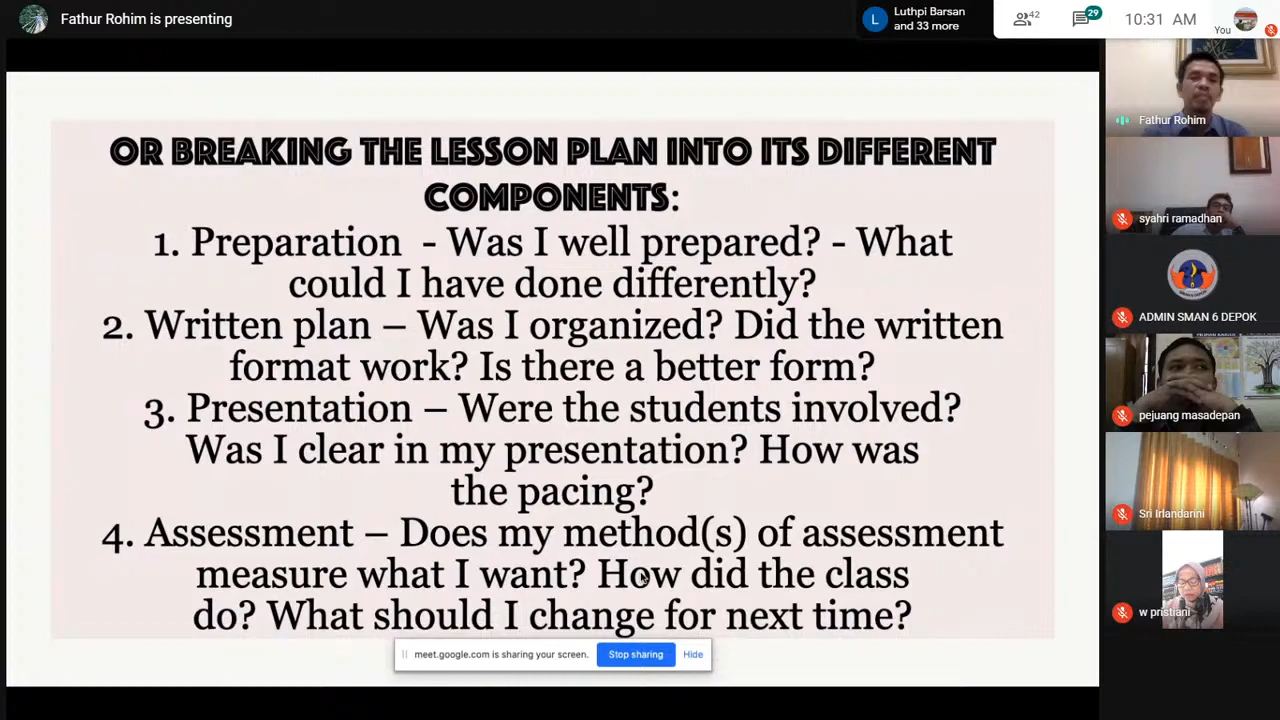 Fathur Rohim is presenting
Luthpi Barsan
and 33 more
L
42
29
10:31 AM
You
OR BREAKING THE LESSON PLAN INTO ITS DIFFERENT
COMPONENTS:
1. Preparation - Was I well prepared? - What
could I have done differently?
2. Written plan – Was I organized? Did the written
format work? Is there a better form?
3. Presentation – Were the students involved?
Was I clear in my presentation? How was
the pacing?
4. Assessment – Does my method(s) of assessment
measure what I want? How did the class
do? What should I change for next time?
meet.google.com is sharing your screen.
Stop sharing
Hide
Fathur Rohim
syahri ramadhan
ADMIN SMAN 6 DEPOK
pejuang masadepan
Sri Irlandarini
w pristiani